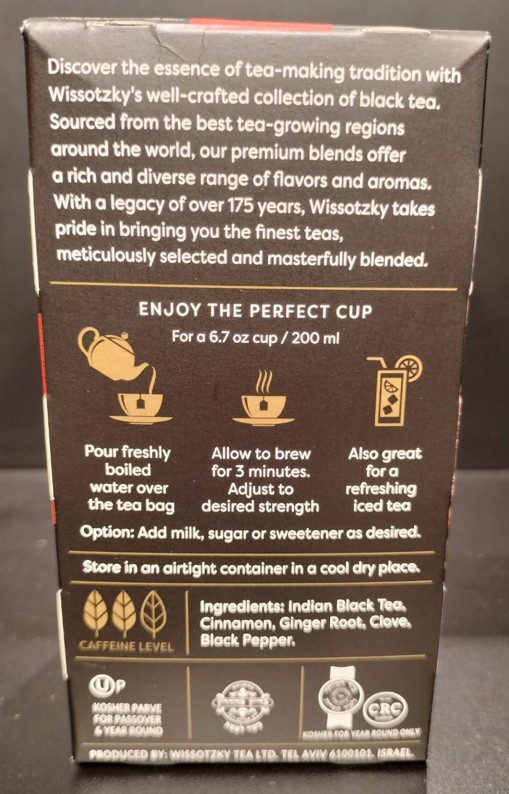 Discover the essence of tea-making tradition with
Wissotzky's well-crafted collection of black tea.
Sourced from the best tea-growing regions
around the world, our premium blends offer
a rich and diverse range of flavors and aromas.
With a legacy of over 175 years, Wissotzky takes
pride in bringing you the finest teas,
meticulously selected and masterfully blended.
ENJOY THE PERFECT CUP
For a 6.7 oz cup / 200 ml
Pour freshly
boiled
water over
the tea bag
Allow to brew
for 3 minutes.
Adjust to
desired strength
Also great
for a
refreshing
iced tea
Option: Add milk, sugar or sweetener as desired.
Store in an airtight container in a cool dry place.
CAFFEINE LEVEL
Ingredients: Indian Black Tea,
Cinnamon, Ginger Root, Clove,
Black Pepper.
U P
KOSHER PARVE
FOR PASSOVER
& YEAR ROUND
CRC
KOSHER FOR YEAR ROUND ONLY
PRODUCED BY: WISSOTZKY TEA LTD. TEL AVIV 6100101. ISRAEL.